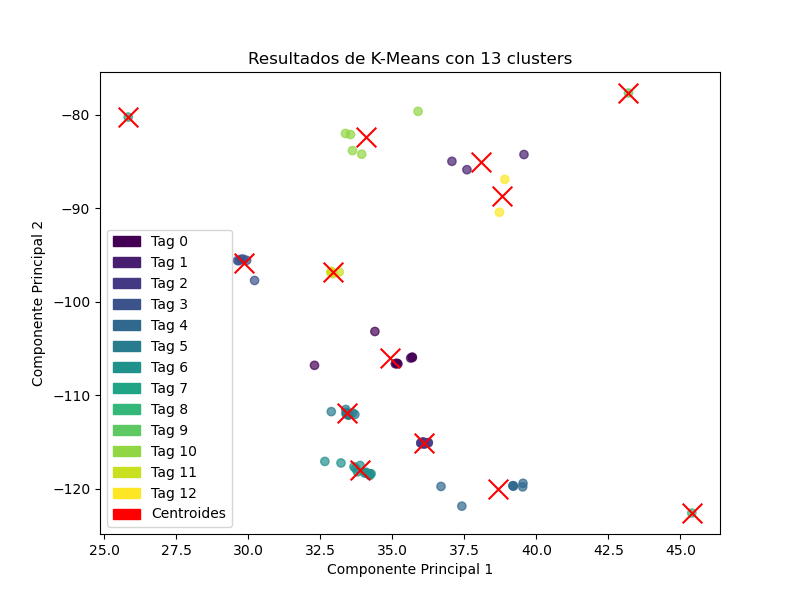 Resultados de K-Means con 13 clusters
Componente Principal 2
−80
−90
−100
−110
−120
Tag 0
Tag 1
Tag 2
Tag 3
Tag 4
Tag 5
Tag 6
Tag 7
Tag 8
Tag 9
Tag 10
Tag 11
Tag 12
Centroides
25.0 27.5 30.0 32.5 35.0 37.5 40.0 42.5 45.0
Componente Principal 1